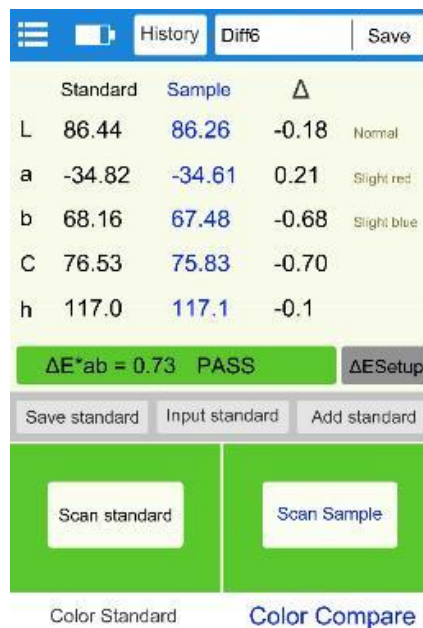 History Diff6 Save
Standard Sample Δ
L 86.44 86.26 -0.18 Normal
a -34.82 -34.61 0.21 Slight red
b 68.16 67.48 -0.68 Slight blue
C 76.53 75.83 -0.70
h 117.0 117.1 -0.1
ΔE*ab = 0.73 PASS ΔESetup
Save standard Input standard Add standard
Scan standard Scan Sample
Color Standard Color Compare